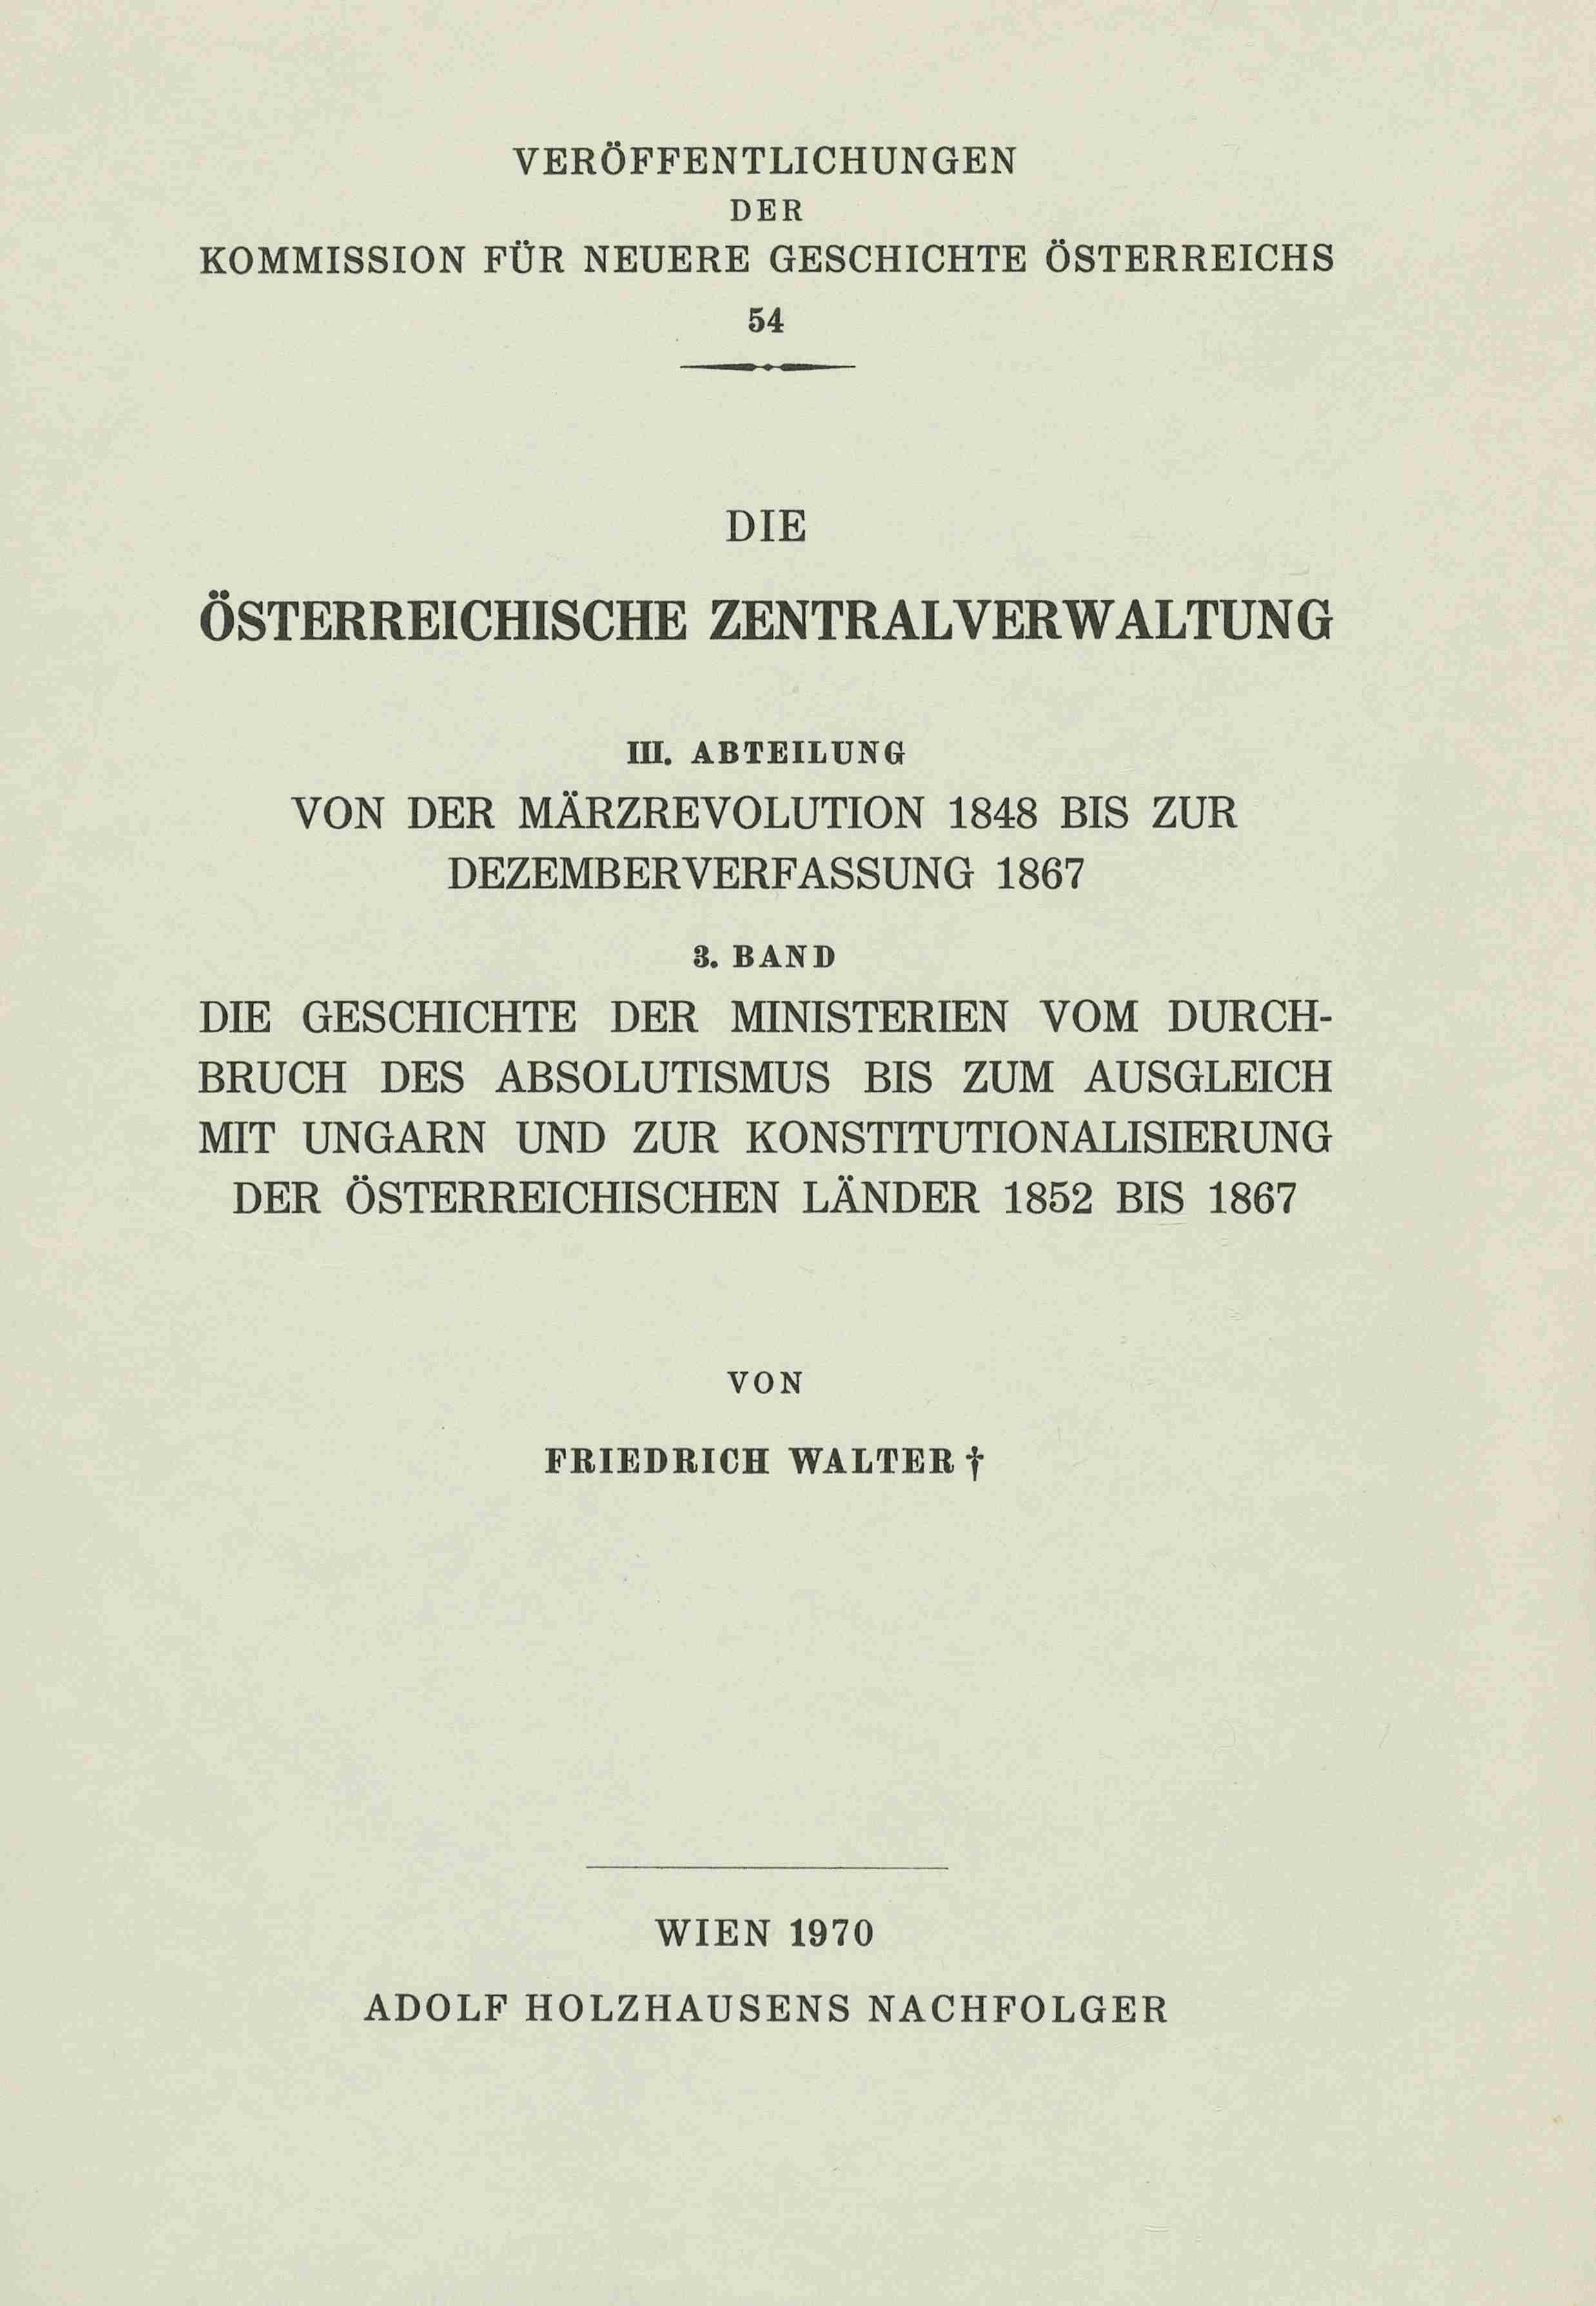 VERÖFFENTLICHUNGEN
DER
KOMMISSION FÜR NEUERE GESCHICHTE ÖSTERREICHS
54
DIE
ÖSTERREICHISCHE ZENTRALVERWALTUNG
III. ABTEILUNG
VON DER MÄRZREVOLUTION 1848 BIS ZUR
DEZEMBERVERFASSUNG 1867
3. BAND
DIE GESCHICHTE DER MINISTERIEN VOM DURCH-
BRUCH DES ABSOLUTISMUS BIS ZUM AUSGLEICH
MIT UNGARN UND ZUR KONSTITUTIONALISIERUNG
DER ÖSTERREICHISCHEN LÄNDER 1852 BIS 1867
VON
FRIEDRICH WALTER †
WIEN 1970
ADOLF HOLZHAUSENS NACHFOLGER